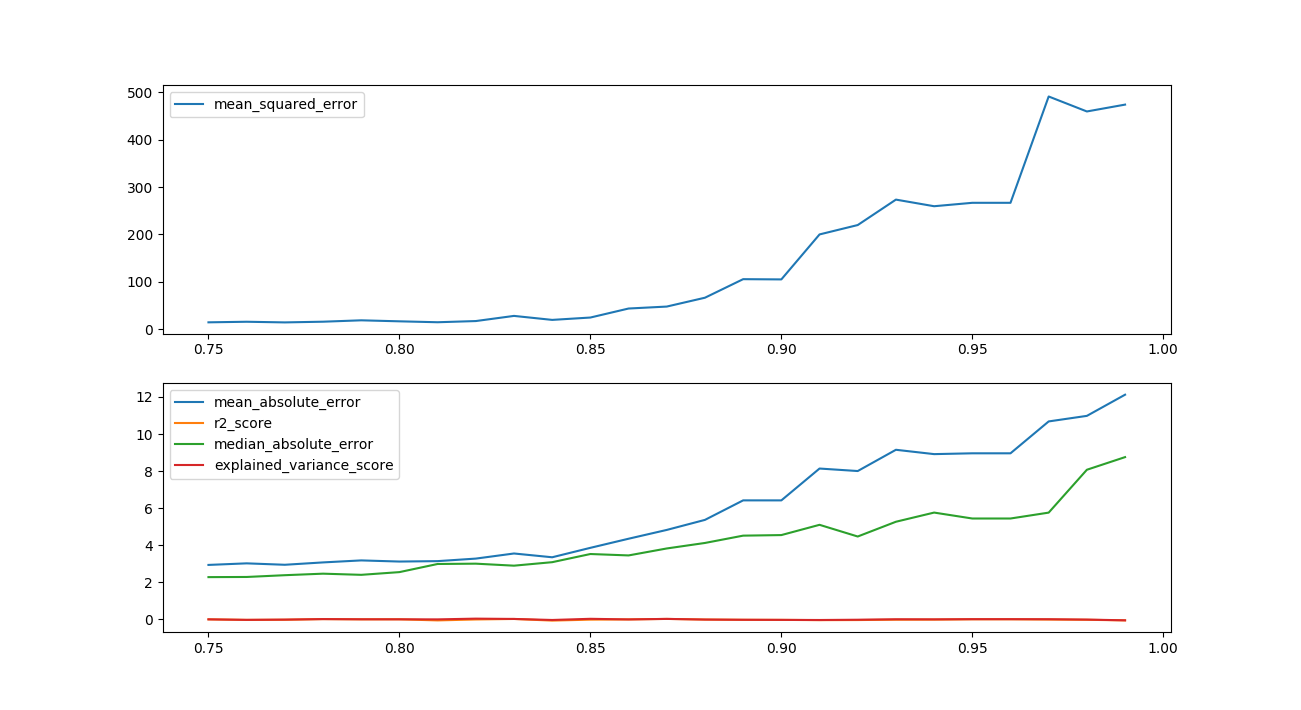 mean_squared_error
500
400
300
200
100
0
0.75 0.80 0.85 0.90 0.95 1.00
mean_absolute_error
r2_score
median_absolute_error
explained_variance_score
12
10
8
6
4
2
0
0.75 0.80 0.85 0.90 0.95 1.00